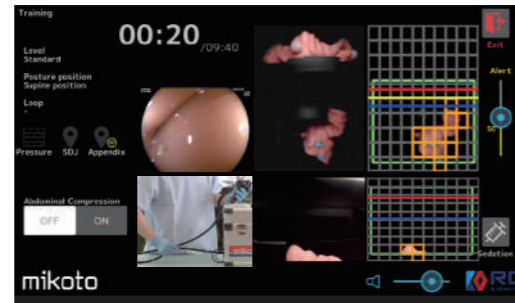 Training
00:20 /09:40
Level
Standard
Posture position
Supine position
Loop
-
Pressure SDJ Appendix
Abdominal Compression
OFF ON
mikoto
Exit
Alert
50
Sedation